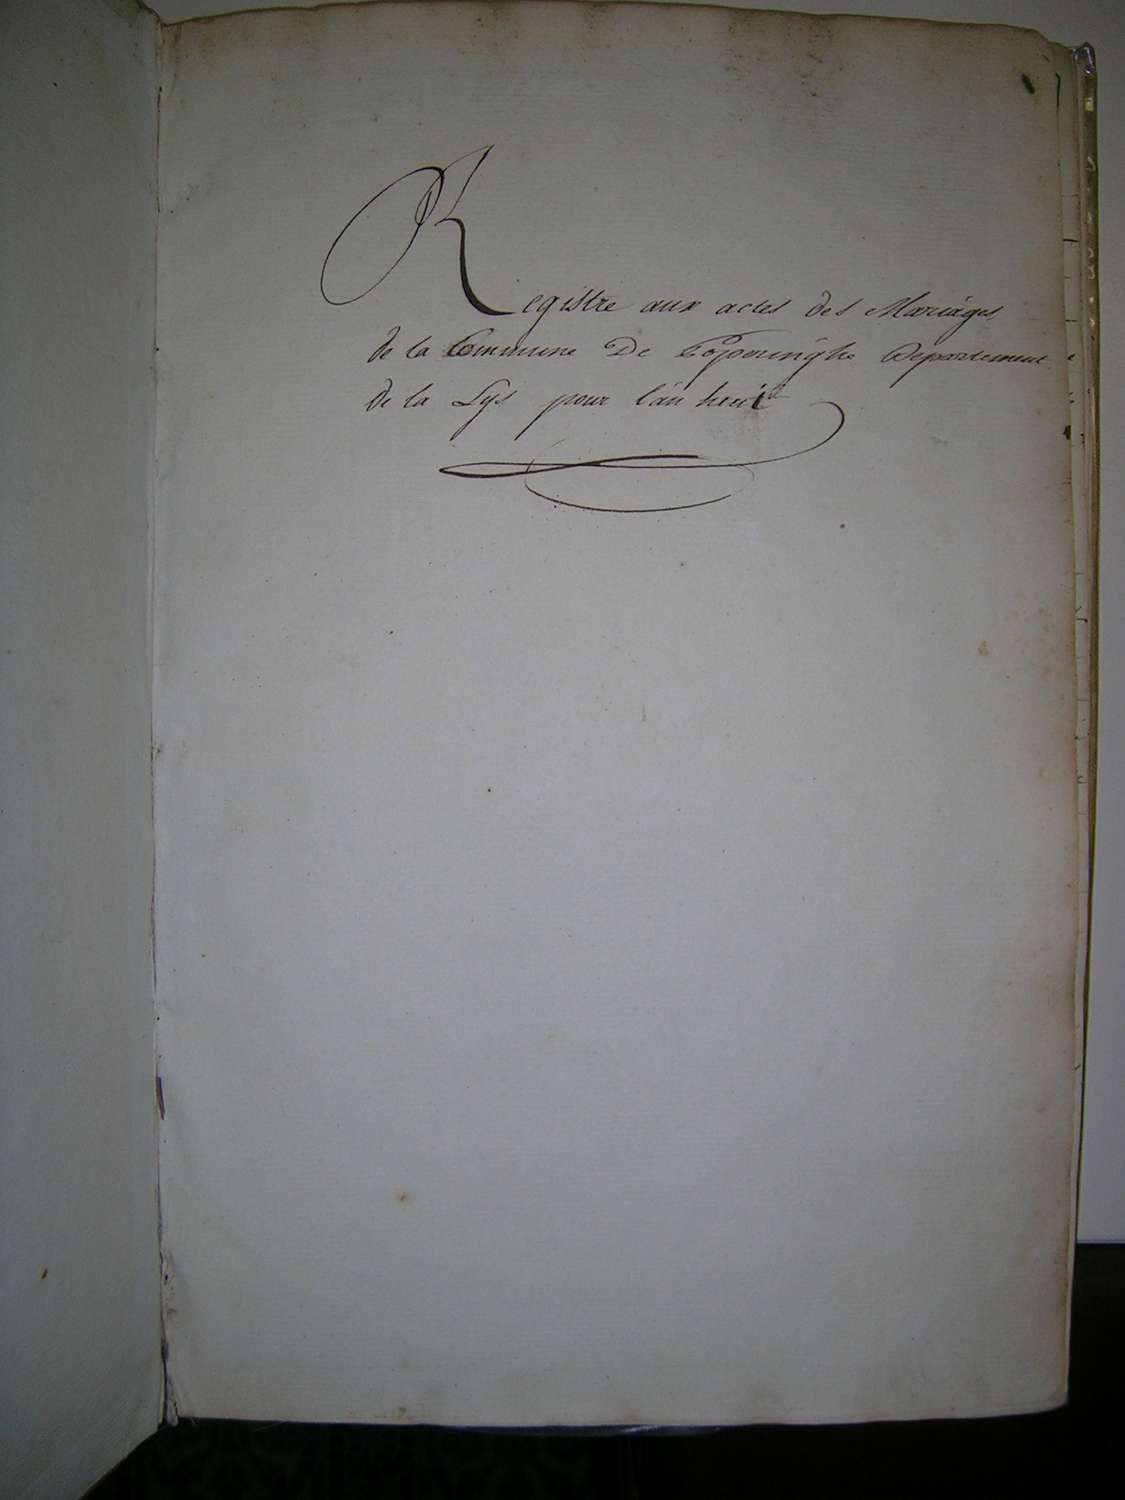 Registre aux actes des Mariages
de la Commune De Poperinghe Departement
de la Lys pour l'an huit